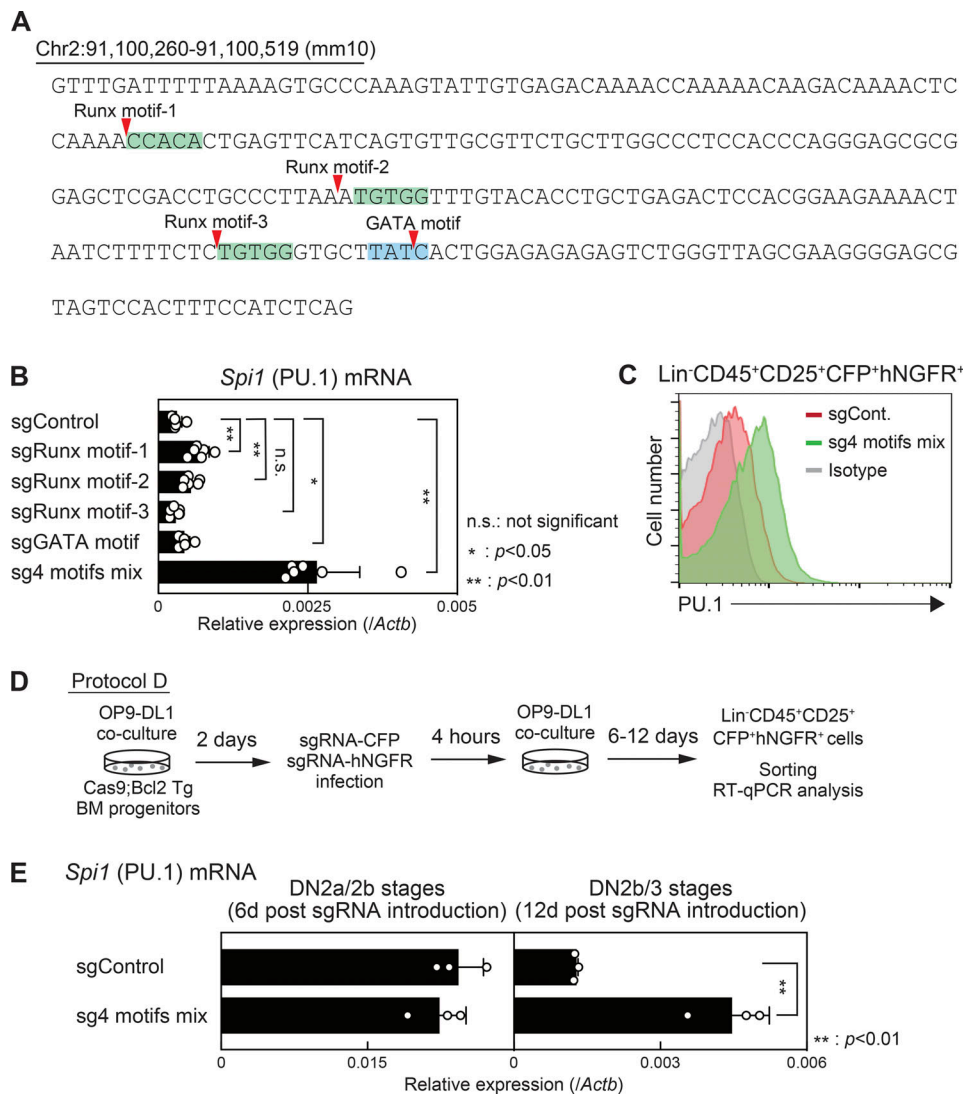 A
Chr2:91,100,260-91,100,519 (mm10)
GTTTGATTTTTAAAAGTGCCCAAAGTATTGTGAGACAAAACCAAAAACAAGACAAAACTC
Runx motif-1
CAAAACCACACTGAGTTCATCAGTGTTGCGTTCTGCTTGGCCCTCCACCCAGGGAGCGCG
Runx motif-2
GAGCTCGACCTGCCCTTAAATGTGGTTTGTACACCTGCTGAGACTCCACGGAAGAAAACT
Runx motif-3 GATA motif
AATCTTTTCTCTGTGGGTGCTTATCACTGGAGAGAGAGTCTGGGTTAGCGAAGGGGAGCG
TAGTCCACTTTCCATCTCAG
B
Spi1 (PU.1) mRNA
sgControl
sgRunx motif-1
sgRunx motif-2
sgRunx motif-3
sgGATA motif
sg4 motifs mix
**
**
n.s.
*
**
n.s.: not significant
* : p<0.05
** : p<0.01
0 0.0025 0.005
Relative expression (/Actb)
C
Lin⁻CD45⁺CD25⁺CFP⁺hNGFR⁺
sgCont.
sg4 motifs mix
Isotype
Cell number
PU.1
D
Protocol D
OP9-DL1
co-culture
Cas9;Bcl2 Tg
BM progenitors
2 days
sgRNA-CFP
sgRNA-hNGFR
infection
4 hours
OP9-DL1
co-culture
6-12 days
Lin⁻CD45⁺CD25⁺
CFP⁺hNGFR⁺ cells
Sorting
RT-qPCR analysis
E
Spi1 (PU.1) mRNA
DN2a/2b stages
(6d post sgRNA introduction)
DN2b/3 stages
(12d post sgRNA introduction)
sgControl
sg4 motifs mix
**
** : p<0.01
0 0.015 0 0.003 0.006
Relative expression (/Actb)